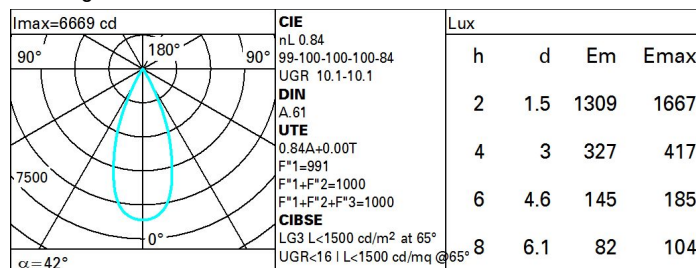 Imax=6669 cd
90° 180° 90°
7500
0°
α=42°
CIE
nL 0.84
99-100-100-100-84
UGR 10.1-10.1
DIN
A.61
UTE
0.84A+0.00T
F"1=991
F"1+F"2=1000
F"1+F"2+F"3=1000
CIBSE
LG3 L<1500 cd/m² at 65°
UGR<16 | L<1500 cd/mq @65°
Lux
h d Em Emax
2 1.5 1309 1667
4 3 327 417
6 4.6 145 185
8 6.1 82 104